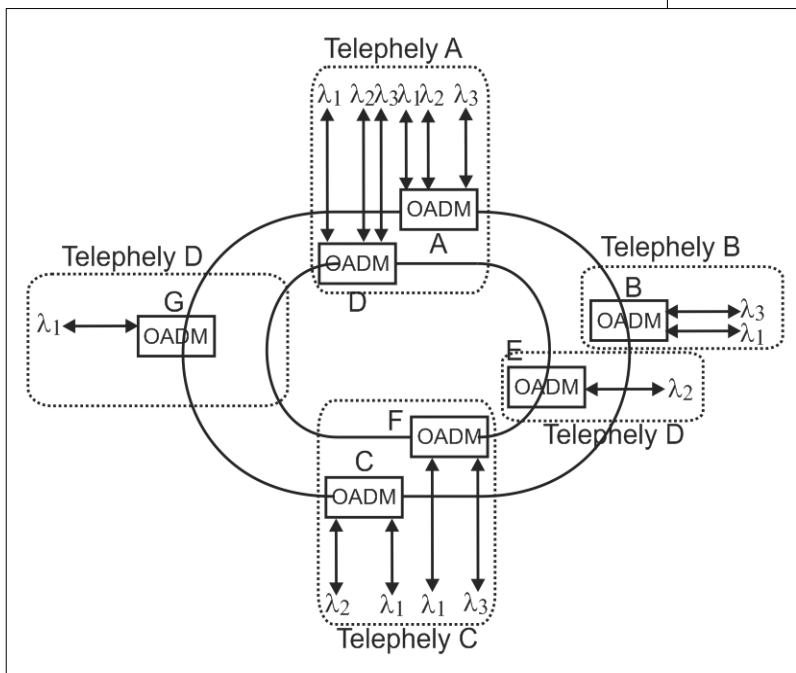 Telephely A
λ1 λ2 λ3 λ1 λ2 λ3
OADM
A
OADM
D
Telephely D
G
λ1
OADM
Telephely B
B
OADM
λ3
λ1
E
OADM
λ2
Telephely D
F
OADM
C
OADM
λ2 λ1 λ1 λ3
Telephely C